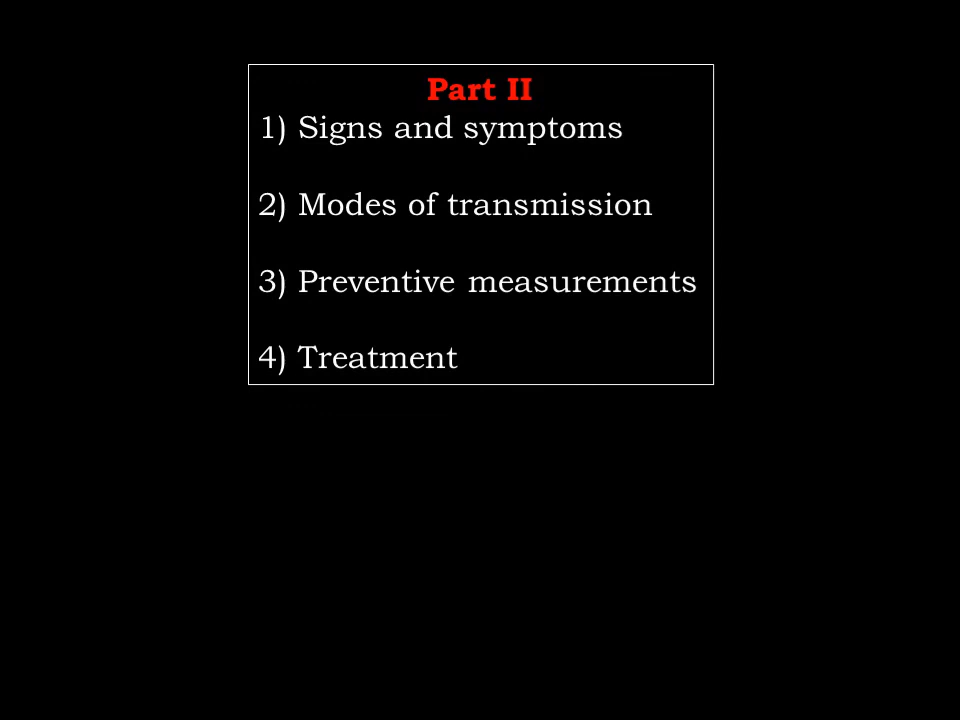 Part II
1) Signs and symptoms
2) Modes of transmission
3) Preventive measurements
4) Treatment